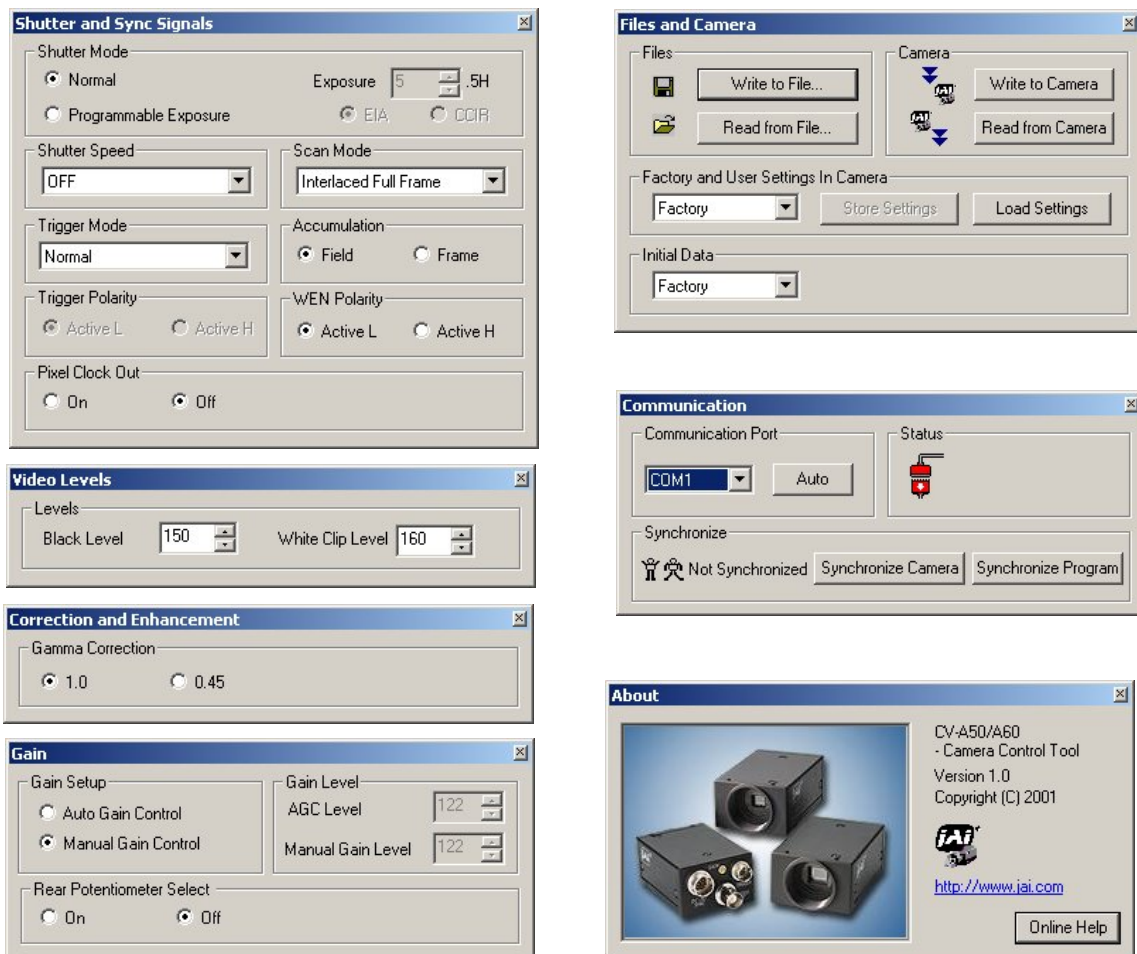 Shutter and Sync Signals
Shutter Mode
Normal
Exposure 5 .5H
Programmable Exposure
EIA CCIR
Shutter Speed
OFF
Scan Mode
Interlaced Full Frame
Trigger Mode
Normal
Accumulation
Field Frame
Trigger Polarity
Active L Active H
WEN Polarity
Active L Active H
Pixel Clock Out
On Off
Video Levels
Levels
Black Level 150 White Clip Level 160
Correction and Enhancement
Gamma Correction
1.0 0.45
Gain
Gain Setup
Auto Gain Control
Manual Gain Control
Gain Level
AGC Level 122
Manual Gain Level 122
Rear Potentiometer Select
On Off
Files and Camera
Files
Write to File...
Read from File...
Camera
Write to Camera
Read from Camera
Factory and User Settings In Camera
Factory Store Settings Load Settings
Initial Data
Factory
Communication
Communication Port
COM1 Auto
Status
Synchronize
Not Synchronized Synchronize Camera Synchronize Program
About
CV-A50/A60
- Camera Control Tool
Version 1.0
Copyright (C) 2001
JAI
http://www.jai.com
Online Help